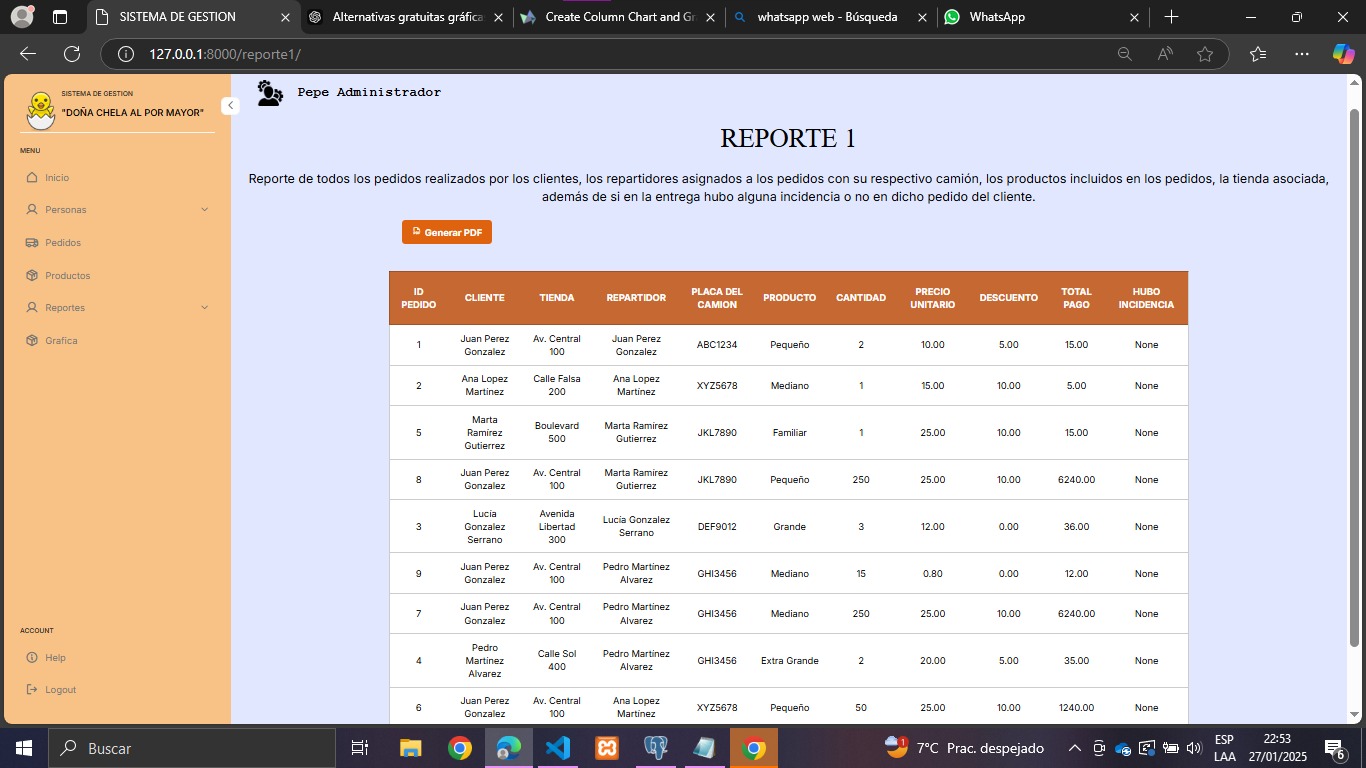 SISTEMA DE GESTION
Alternativas gratuitas gráfica
Create Column Chart and Gr
whatsapp web - Búsqueda
WhatsApp
127.0.0.1:8000/reporte1/
SISTEMA DE GESTION
"DOÑA CHELA AL POR MAYOR"
MENU
Inicio
Personas
Pedidos
Productos
Reportes
Grafica
ACCOUNT
Help
Logout
Pepe Administrador
REPORTE 1
Reporte de todos los pedidos realizados por los clientes, los repartidores asignados a los pedidos con su respectivo camión, los productos incluidos en los pedidos, la tienda asociada,
además de si en la entrega hubo alguna incidencia o no en dicho pedido del cliente.
Generar PDF
ID PEDIDO CLIENTE TIENDA REPARTIDOR PLACA DEL CAMION PRODUCTO CANTIDAD PRECIO UNITARIO DESCUENTO TOTAL PAGO HUBO INCIDENCIA
1 Juan Perez Gonzalez Av. Central 100 Juan Perez Gonzalez ABC1234 Pequeño 2 10.00 5.00 15.00 None
2 Ana Lopez Martínez Calle Falsa 200 Ana Lopez Martínez XYZ5678 Mediano 1 15.00 10.00 5.00 None
5 Marta Ramírez Gutierrez Boulevard 500 Marta Ramírez Gutierrez JKL7890 Familiar 1 25.00 10.00 15.00 None
8 Juan Perez Gonzalez Av. Central 100 Marta Ramírez Gutierrez JKL7890 Pequeño 250 25.00 10.00 6240.00 None
3 Lucía Gonzalez Serrano Avenida Libertad 300 Lucía Gonzalez Serrano DEF9012 Grande 3 12.00 0.00 36.00 None
9 Juan Perez Gonzalez Av. Central 100 Pedro Martínez Alvarez GHI3456 Mediano 15 0.80 0.00 12.00 None
7 Juan Perez Gonzalez Av. Central 100 Pedro Martínez Alvarez GHI3456 Mediano 250 25.00 10.00 6240.00 None
4 Pedro Martínez Alvarez Calle Sol 400 Pedro Martínez Alvarez GHI3456 Extra Grande 2 20.00 5.00 35.00 None
6 Juan Perez Gonzalez Av. Central 100 Ana Lopez Martínez XYZ5678 Pequeño 50 25.00 10.00 1240.00 None
Buscar
1
7°C Prac. despejado
ESP
LAA
22:53
27/01/2025
6